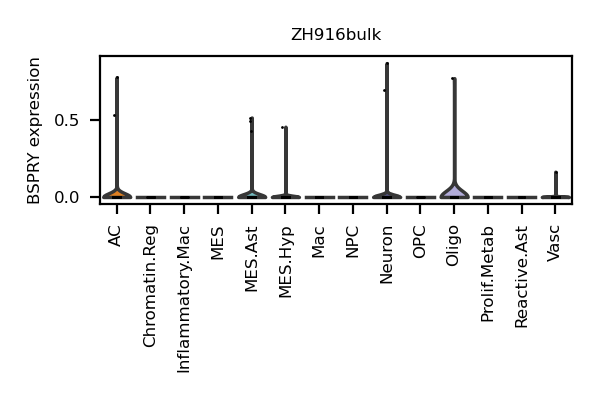 ZH916bulk
BSPRY expression
0.5
0.0
AC
Chromatin.Reg
Inflammatory.Mac
MES
MES.Ast
MES.Hyp
Mac
NPC
Neuron
OPC
Oligo
Prolif.Metab
Reactive.Ast
Vasc